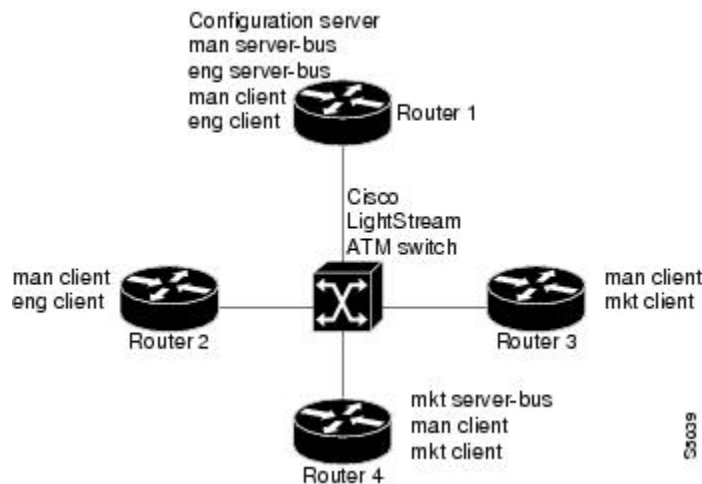 Configuration server
man server-bus
eng server-bus
man client
eng client
Router 1
Cisco
LightStream
ATM switch
man client
eng client
Router 2
man client
mkt client
Router 3
mkt server-bus
man client
mkt client
Router 4
S5039